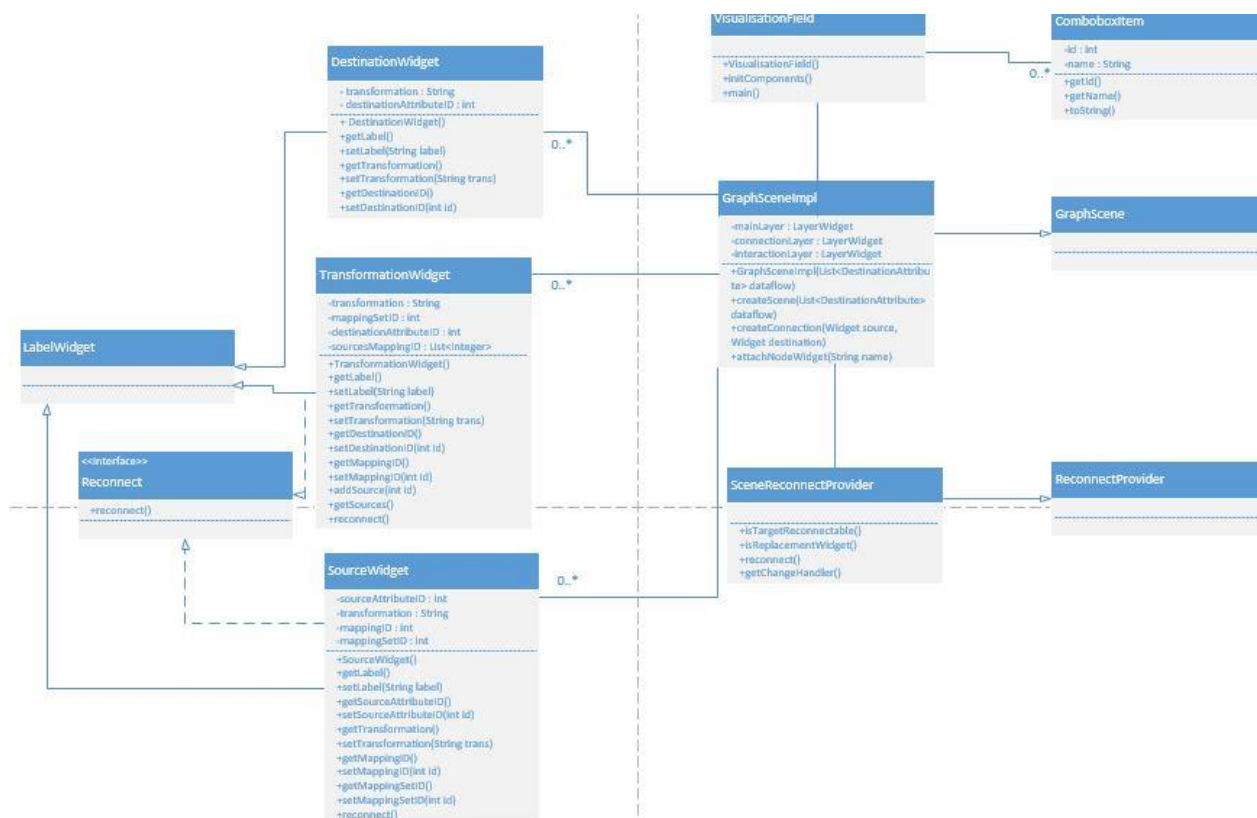 VisualisationField
+VisualisationField()
+initComponents()
+main()
ComboboxItem
-id : int
-name : String
+getId()
+getName()
+toString()
0..*
DestinationWidget
- transformation : String
- destinationAttributeID : int
+ DestinationWidget()
+getLabel()
+setLabel(String label)
+getTransformation()
+setTransformation(String trans)
+getDestinationID()
+setDestinationID(int id)
0..*
GraphSceneImpl
-mainLayer : LayerWidget
-connectionLayer : LayerWidget
-interactionLayer : LayerWidget
+GraphSceneImpl(List<DestinationAttribu
te> dataflow)
+createScene(List<DestinationAttribute>
dataflow)
+createConnection(Widget source,
Widget destination)
+attachNodeWidget(String name)
GraphScene
TransformationWidget
-transformation : String
-mappingSetID : int
-destinationAttributeID : int
-sourcesMappingID : List<Integer>
+TransformationWidget()
+getLabel()
+setLabel(String label)
+getTransformation()
+setTransformation(String trans)
+getDestinationID()
+setDestinationID(int id)
+getMappingID()
+setMappingID(int id)
+addSource(int id)
+getSources()
+reconnect()
0..*
LabelWidget
<<Interface>>
Reconnect
+reconnect()
SceneReconnectProvider
+isTargetReconnectable()
+isReplacementWidget()
+reconnect()
+getChangeHandler()
ReconnectProvider
SourceWidget
-sourceAttributeID : int
-transformation : String
-mappingID : int
-mappingSetID : int
+SourceWidget()
+getLabel()
+setLabel(String label)
+getSourceAttributeID()
+setSourceAttributeID(int id)
+getTransformation()
+setTransformation(String trans)
+getMappingID()
+setMappingID(int id)
+getMappingSetID()
+setMappingSetID(int id)
+reconnect()
0..*